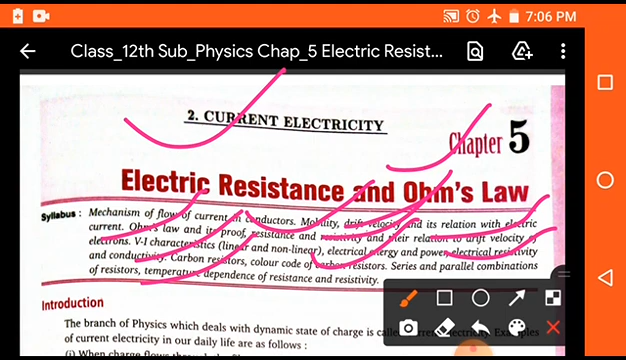 7:06 PM
Class_12th Sub_Physics Chap_5 Electric Resist...
2. CURRENT ELECTRICITY
Chapter 5
Electric Resistance and Ohm's Law
Syllabus : Mechanism of flow of current in conductors. Mobility, drift velocity and its relation with electric
current. Ohm's law and its proof, resistance and resistivity and their relation to drift velocity of
electrons. V-I characteristics (linear and non-linear), electrical energy and power, electrical resistivity
and conductivity. Carbon resistors, colour code of carbon resistors. Series and parallel combinations
of resistors, temperature dependence of resistance and resistivity.
Introduction
The branch of Physics which deals with dynamic state of charge is called
of current electricity in our daily life are as follows :
(i) When charge flows through the